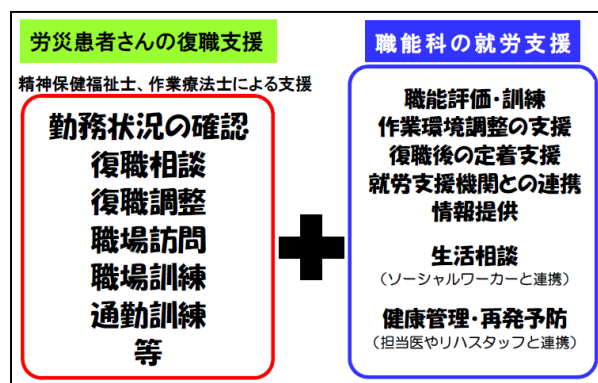 労災患者さんの復職支援
精神保健福祉士、作業療法士による支援
勤務状況の確認
復職相談
復職調整
職場訪問
職場訓練
通勤訓練
等
職能科の就労支援
職能評価・訓練
作業環境調整の支援
復職後の定着支援
就労支援機関との連携
情報提供
生活相談
（ソーシャルワーカーと連携）
健康管理・再発予防
（担当医やリハスタッフと連携）